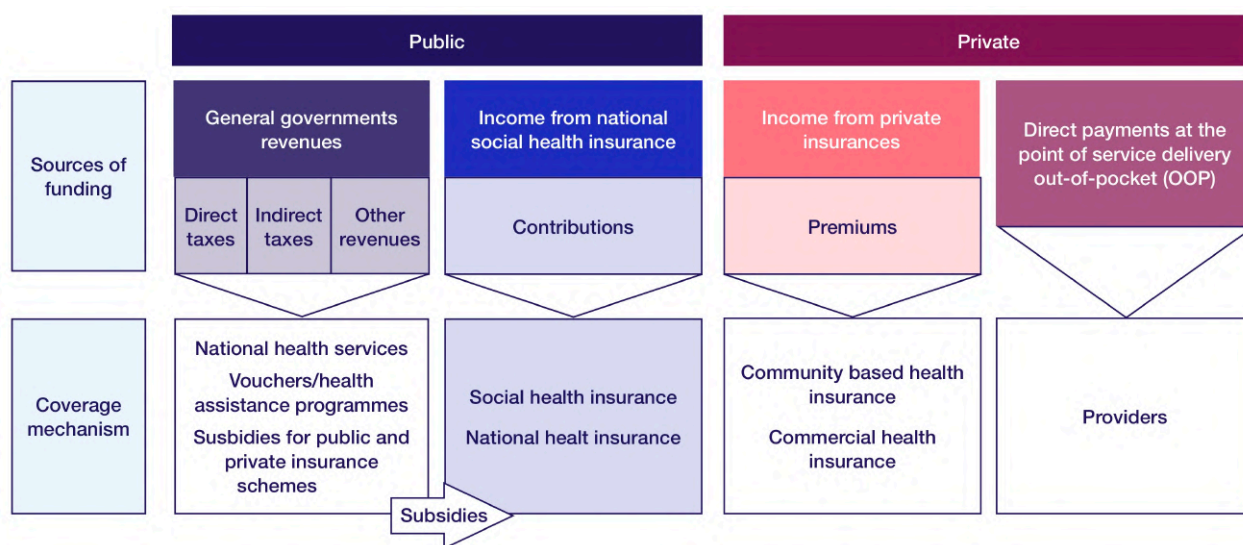 Public
Private
Sources of
funding
General governments
revenues
Direct
taxes
Indirect
taxes
Other
revenues
Income from national
social health insurance
Contributions
Income from private
insurances
Premiums
Direct payments at the
point of service delivery
out-of-pocket (OOP)
Coverage
mechanism
National health services
Vouchers/health
assistance programmes
Susbidies for public and
private insurance
schemes
Subsidies
Social health insurance
National healt insurance
Community based health
insurance
Commercial health
insurance
Providers